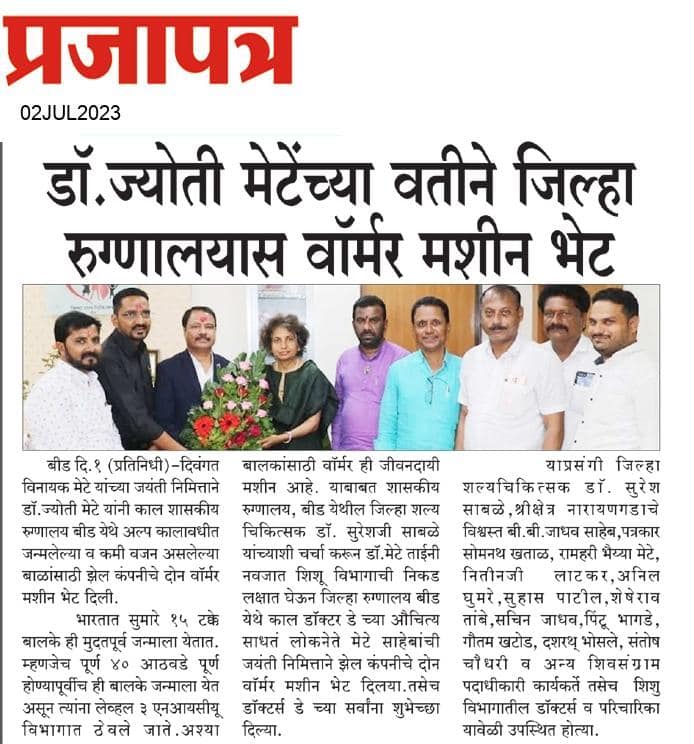 प्रजापत्र
02JUL2023
डॉ.ज्योती मेटेंच्या वतीने जिल्हा
रुग्णालयास वॉर्मर मशीन भेट
बीड दि.१ (प्रतिनिधी)-दिवंगत
विनायक मेटे यांच्या जयंती निमित्ताने
डॉ.ज्योती मेटे यांनी काल शासकीय
रुग्णालय बीड येथे अल्प कालावधीत
जन्मलेल्या व कमी वजन असलेल्या
बाळांसाठी झेल कंपनीचे दोन वॉर्मर
मशीन भेट दिली.
भारतात सुमारे १५ टक्के
बालके ही मुदतपूर्व जन्माला येतात.
म्हणजेच पूर्ण ४० आठवडे पूर्ण
होण्यापूर्वीच ही बालके जन्माला येत
असून त्यांना लेव्हल ३ एनआयसीयू
विभागात ठेवले जाते.अश्या
बालकांसाठी वॉर्मर ही जीवनदायी
मशीन आहे. याबाबत शासकीय
रुग्णालय, बीड येथील जिल्हा शल्य
चिकित्सक डॉ. सुरेशजी साबळे
यांच्याशी चर्चा करून डॉ.मेटे ताईनी
नवजात शिशू विभागाची निकड
लक्षात घेऊन जिल्हा रुग्णालय बीड
येथे काल डॉक्टर डे च्या औचित्य
साधतं लोकनेते मेटे साहेबांची
जयंती निमित्ताने झेल कंपनीचे दोन
वॉर्मर मशीन भेट दिलया.तसेच
डॉक्टर्स डे च्या सर्वांना शुभेच्छा
दिल्या.
याप्रसंगी जिल्हा
शल्यचिकित्सक डॉ. सुरेश
साबळे,श्रीक्षेत्र नारायणगडाचे
विश्वस्त बी.बी.जाधव साहेब,पत्रकार
सोमनथ खताळ, रामहरी भैय्या मेटे,
नितीनजी लाटकर,अनिल
घुमरे,सुहास पाटील,शेषेराव
तांबे,सचिन जाधव,पिंटू भागडे,
गौतम खटोड, दशरथ् भोसले, संतोष
चौधरी व अन्य शिवसंग्राम
पदाधीकारी कार्यकर्ते तसेच शिशु
विभागातील डॉक्टर्स व परिचारिका
यावेळी उपस्थित होत्या.